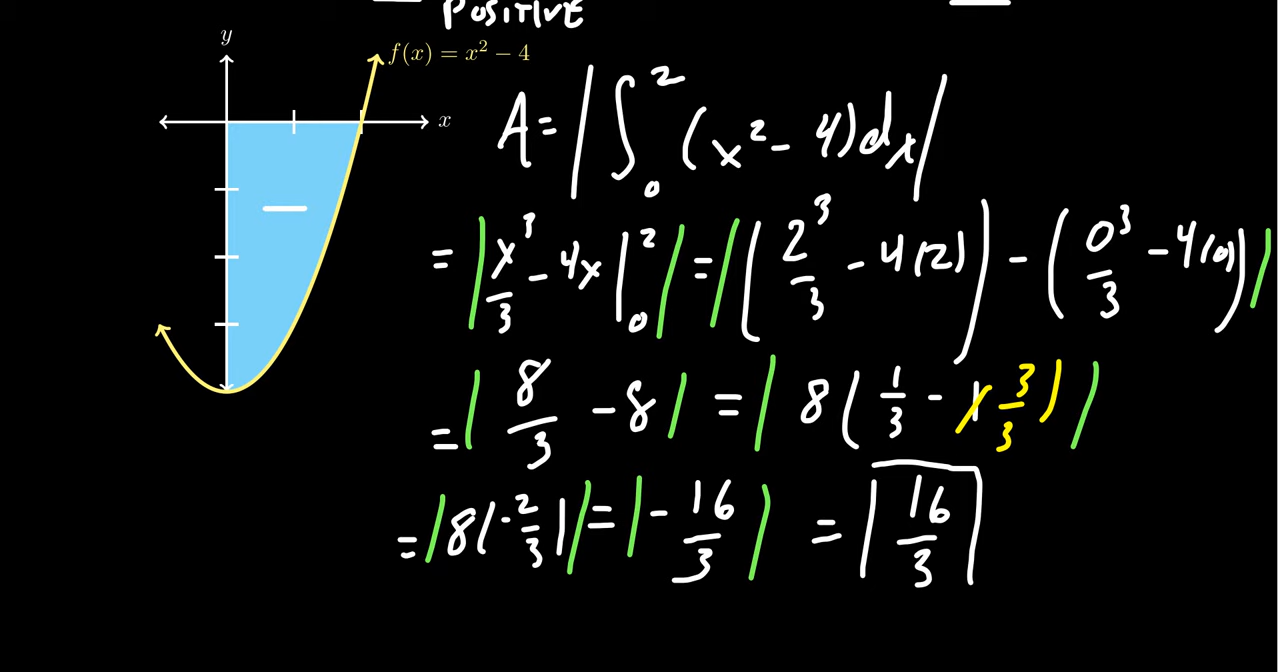 POSITIVE
y
f(x) = x² − 4
x
A = | ∫₀² (x² − 4) dx |
= | x³/3 − 4x |₀² | = | ( 2³/3 − 4(2) ) − ( 0³/3 − 4(0) ) |
= | 8/3 − 8 | = | 8 ( 1/3 − 1 3/3 ) |
= | 8 ( −2/3 ) | = | − 16/3 | = | 16/3 |